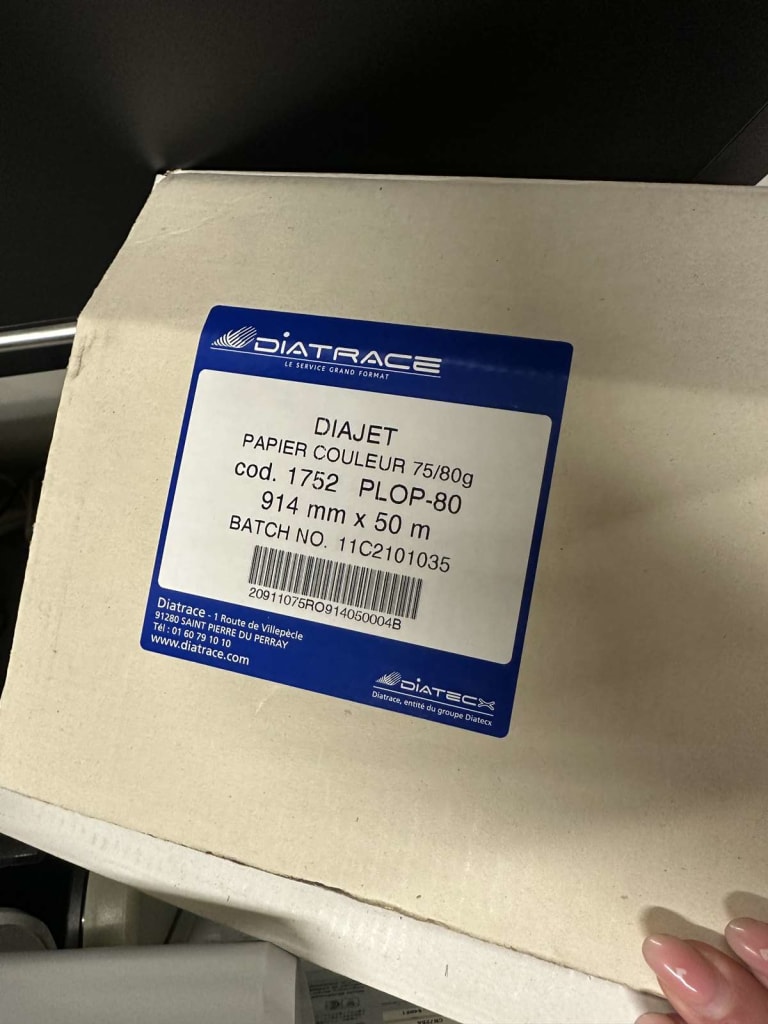 DIATRACE
LE SERVICE GRAND FORMAT
DIAJET
PAPIER COULEUR 75/80g
cod. 1752 PLOP-80
914 mm x 50 m
BATCH NO. 11C2101035
20911075RO914050004B
Diatrace - 1 Route de Villepècle
91280 SAINT PIERRE DU PERRAY
Tél : 01 60 79 10 10
www.diatrace.com
DIATECX
Diatrace, entité du groupe Diatecx